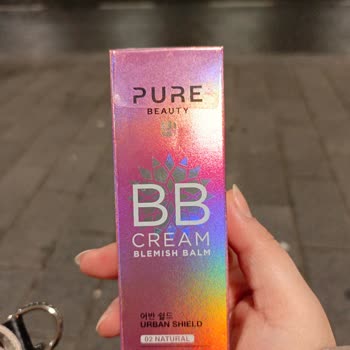 PURE
BEAUTY
BB
CREAM
BLEMISH BALM
어반 쉴드
URBAN SHIELD
02 NATURAL